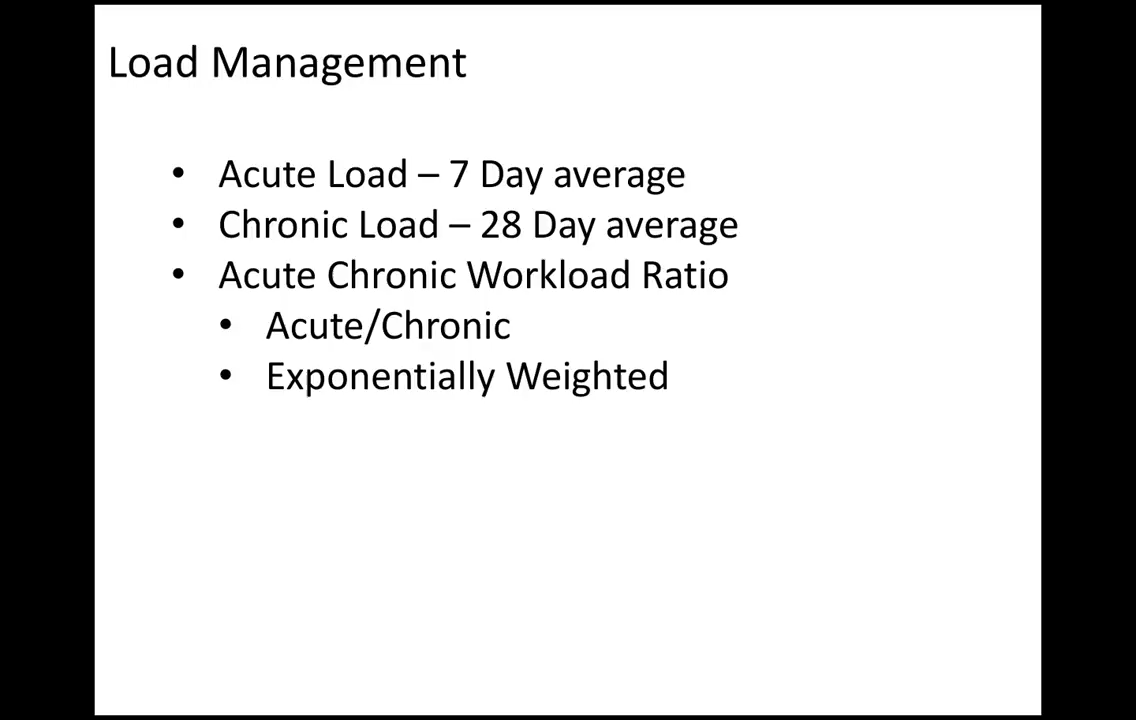 Load Management
• Acute Load – 7 Day average
• Chronic Load – 28 Day average
• Acute Chronic Workload Ratio
• Acute/Chronic
• Exponentially Weighted